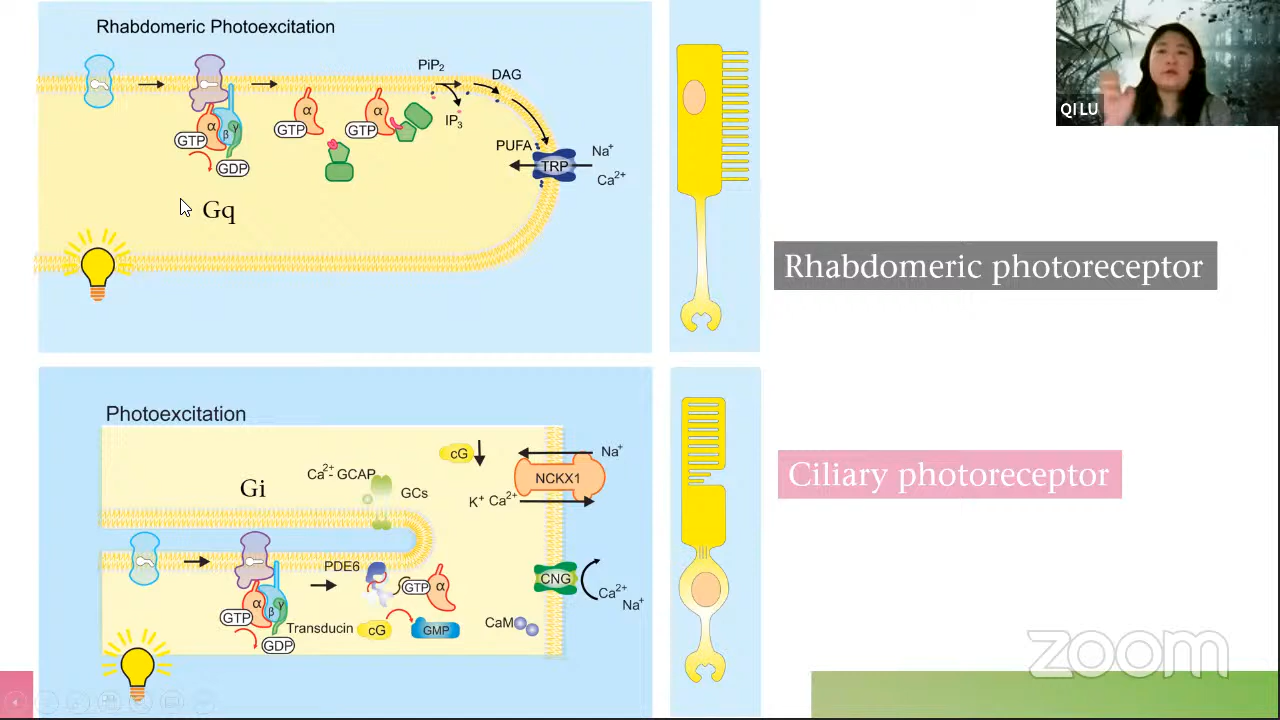 Rhabdomeric Photoexcitation
PiP2
DAG
IP3
PUFA
α
β
γ
GTP
GDP
α
GTP
α
GTP
TRP
Na+
Ca2+
Gq
QI LU
Rhabdomeric photoreceptor
Photoexcitation
Gi
Ca2+- GCAP
GCs
cG
Na+
NCKX1
K+ Ca2+
PDE6
α
β
γ
GTP
GDP
Transducin
GTP
α
cG
GMP
CaM
CNG
Ca2+
Na+
Ciliary photoreceptor
zoom